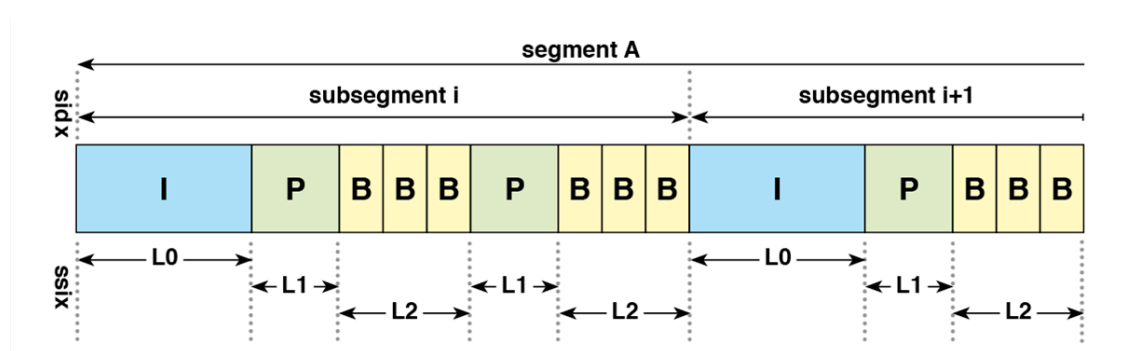 segment A
sidx
subsegment i
subsegment i+1
I P B B B P B B B I P B B B
ssix
L0 L0
L1 L1 L1
L2 L2 L2